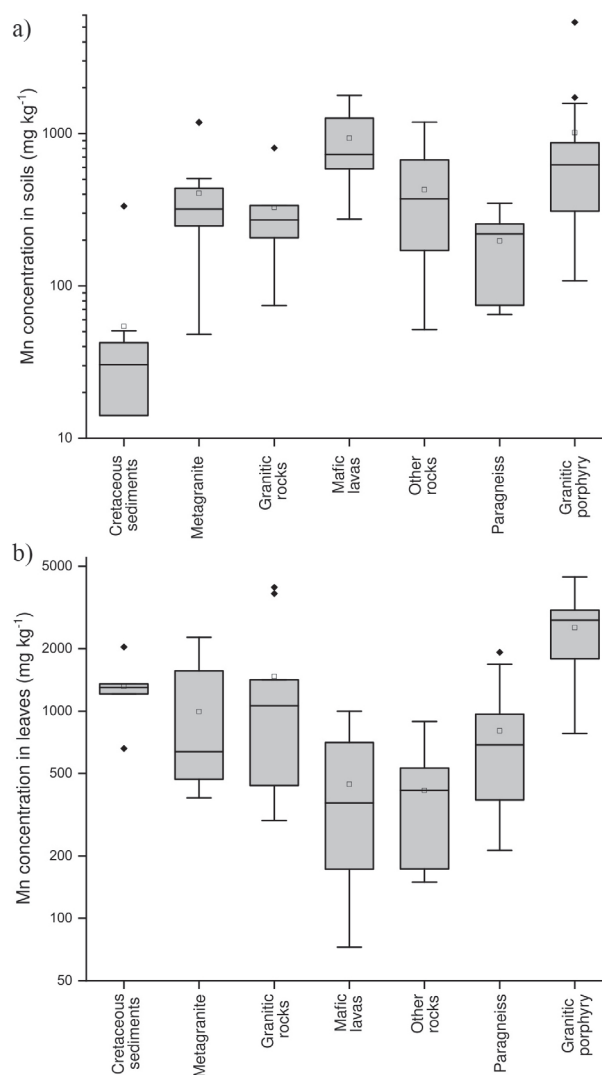 a)
Mn concentration in soils (mg kg⁻¹)
1000
100
10
Cretaceous
sediments
Metagranite
Granitic
rocks
Mafic
lavas
Other
rocks
Paragneiss
Granitic
porphyry
b)
Mn concentration in leaves (mg kg⁻¹)
5000
2000
1000
500
200
100
50
Cretaceous
sediments
Metagranite
Granitic
rocks
Mafic
lavas
Other
rocks
Paragneiss
Granitic
porphyry